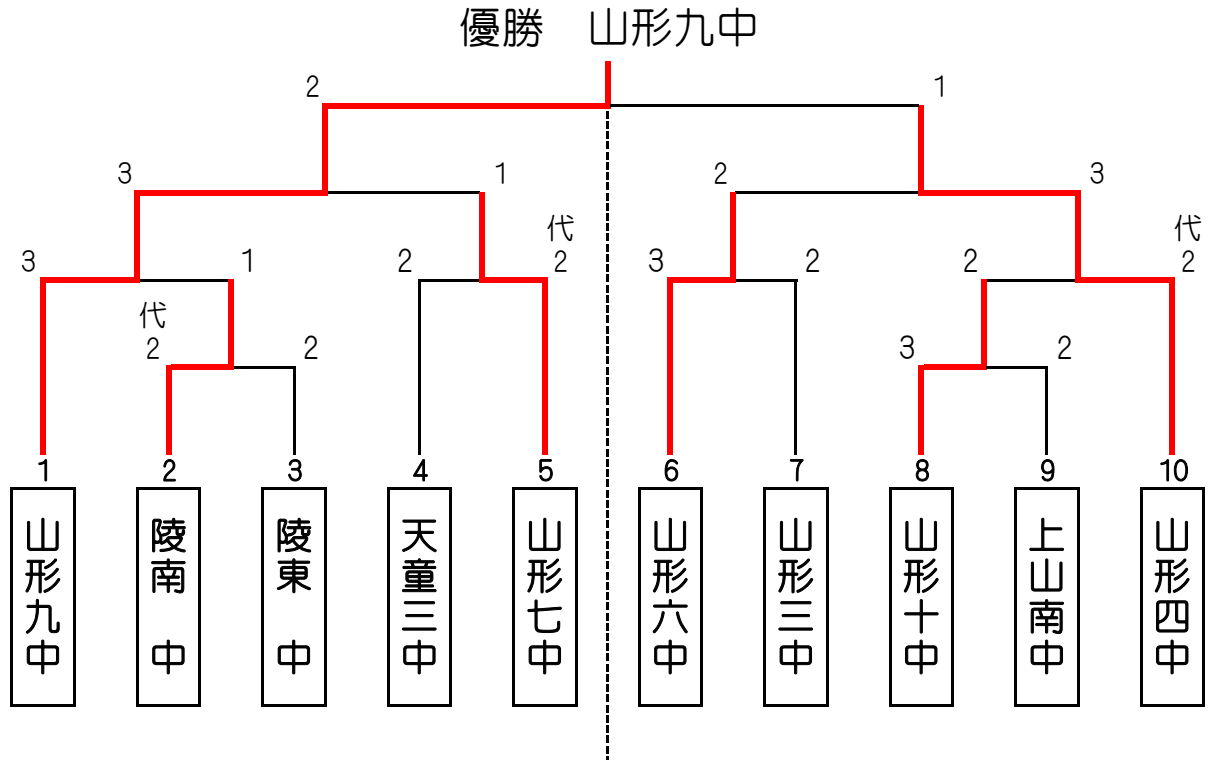 優勝　山形九中
2 1
3 1 2 3
代 代
3 1 2 2 3 2 2 2
代
2 2 3 2
1 2 3 4 5 6 7 8 9 10
山形九中
陵南　中
陵東　中
天童三中
山形七中
山形六中
山形三中
山形十中
上山南中
山形四中